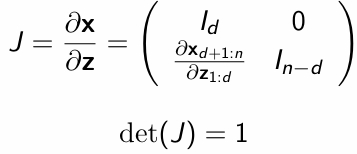 J = ∂x/∂z = ( I_d 0
∂x_{d+1:n}/∂z_{1:d} I_{n−d} )
det(J) = 1